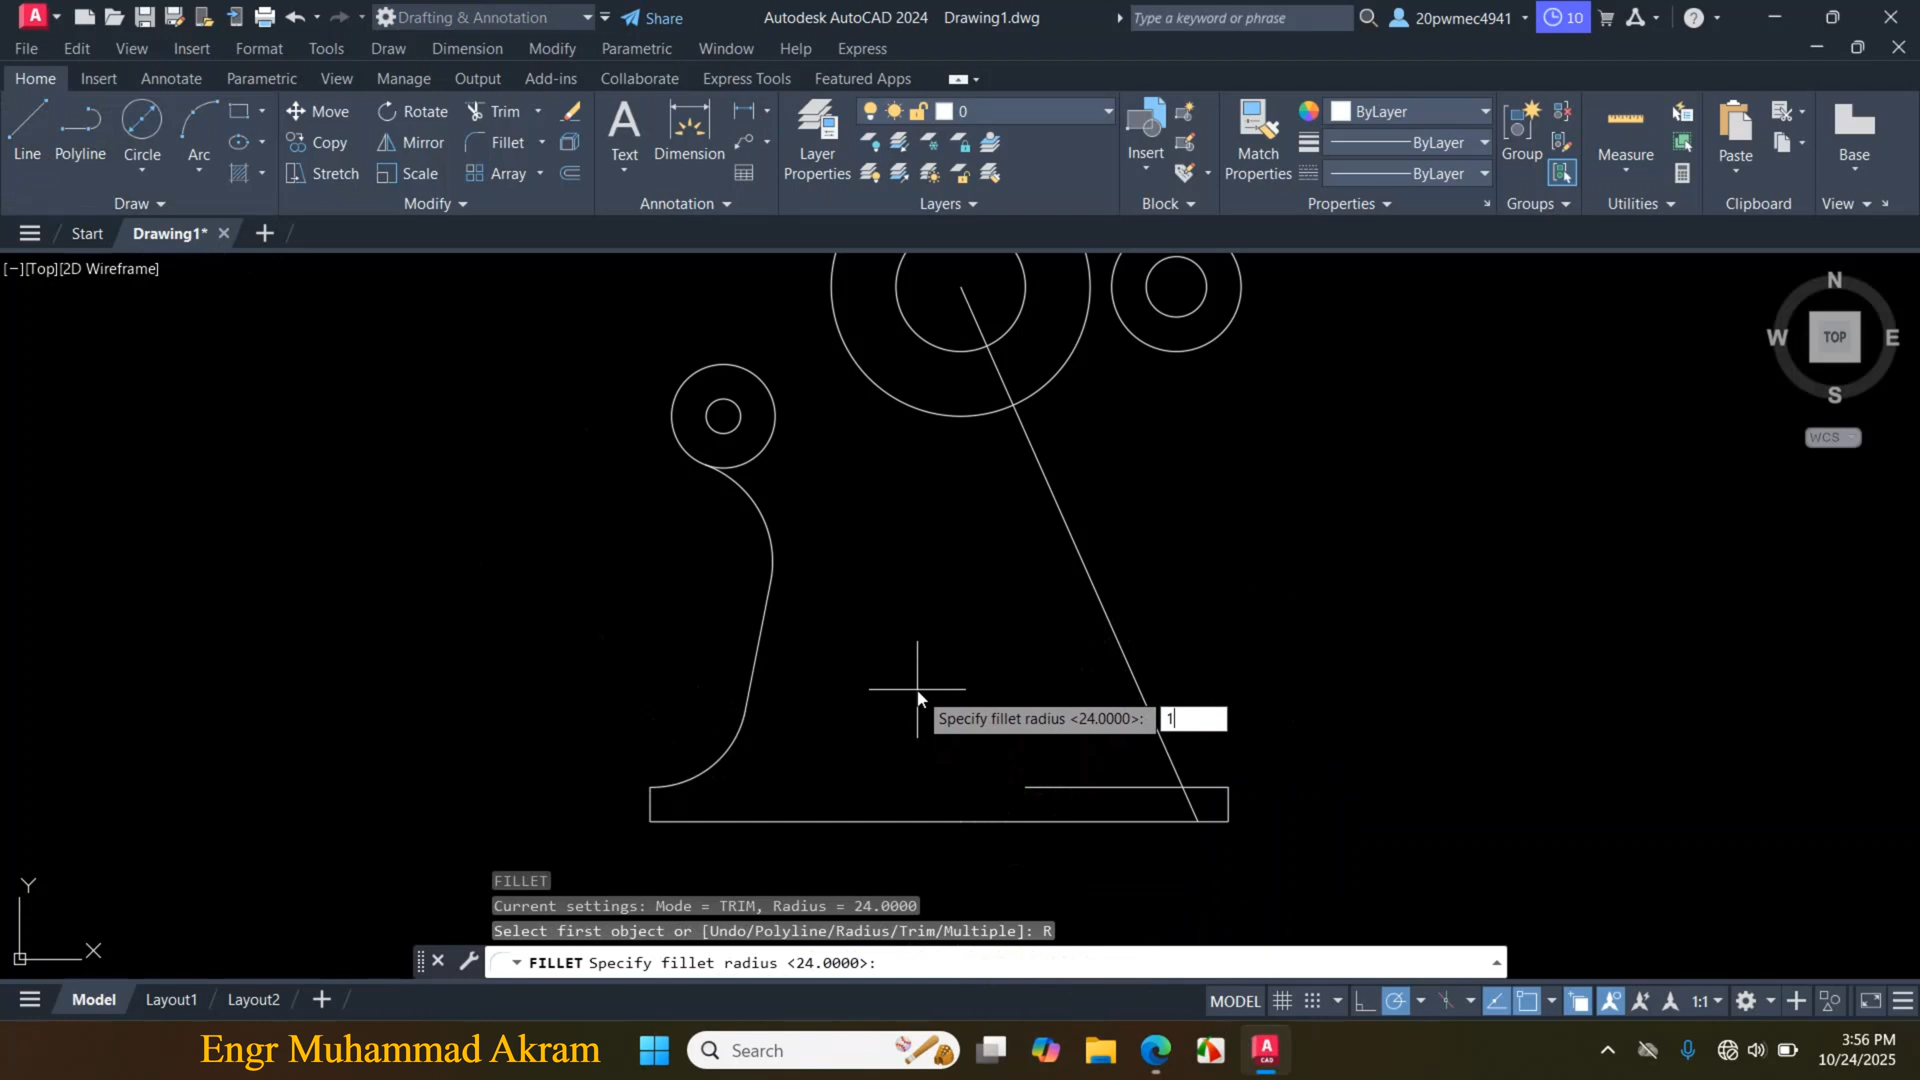 Drafting & Annotation
Share
Autodesk AutoCAD 2024 Drawing1.dwg
Type a keyword or phrase
20pwmec4941
10
File Edit View Insert Format Tools Draw Dimension Modify Parametric Window Help Express
Home Insert Annotate Parametric View Manage Output Add-ins Collaborate Express Tools Featured Apps
Line Polyline Circle Arc
Move Rotate Trim
Copy Mirror Fillet
Stretch Scale Array
Text Dimension
Layer Properties
0
Insert
Match Properties
ByLayer
ByLayer
ByLayer
Group
Measure
Paste
Base
Draw Modify Annotation Layers Block Properties Groups Utilities Clipboard View
Start Drawing1*
[−][Top][2D Wireframe]
N
W TOP E
S
WCS
Specify fillet radius <24.0000>: 1
Y
X
FILLET
Current settings: Mode = TRIM, Radius = 24.0000
Select first object or [Undo/Polyline/Radius/Trim/Multiple]: R
FILLET Specify fillet radius <24.0000>:
Model Layout1 Layout2
MODEL 1:1
Engr Muhammad Akram
Search
A CAD
3:56 PM
10/24/2025